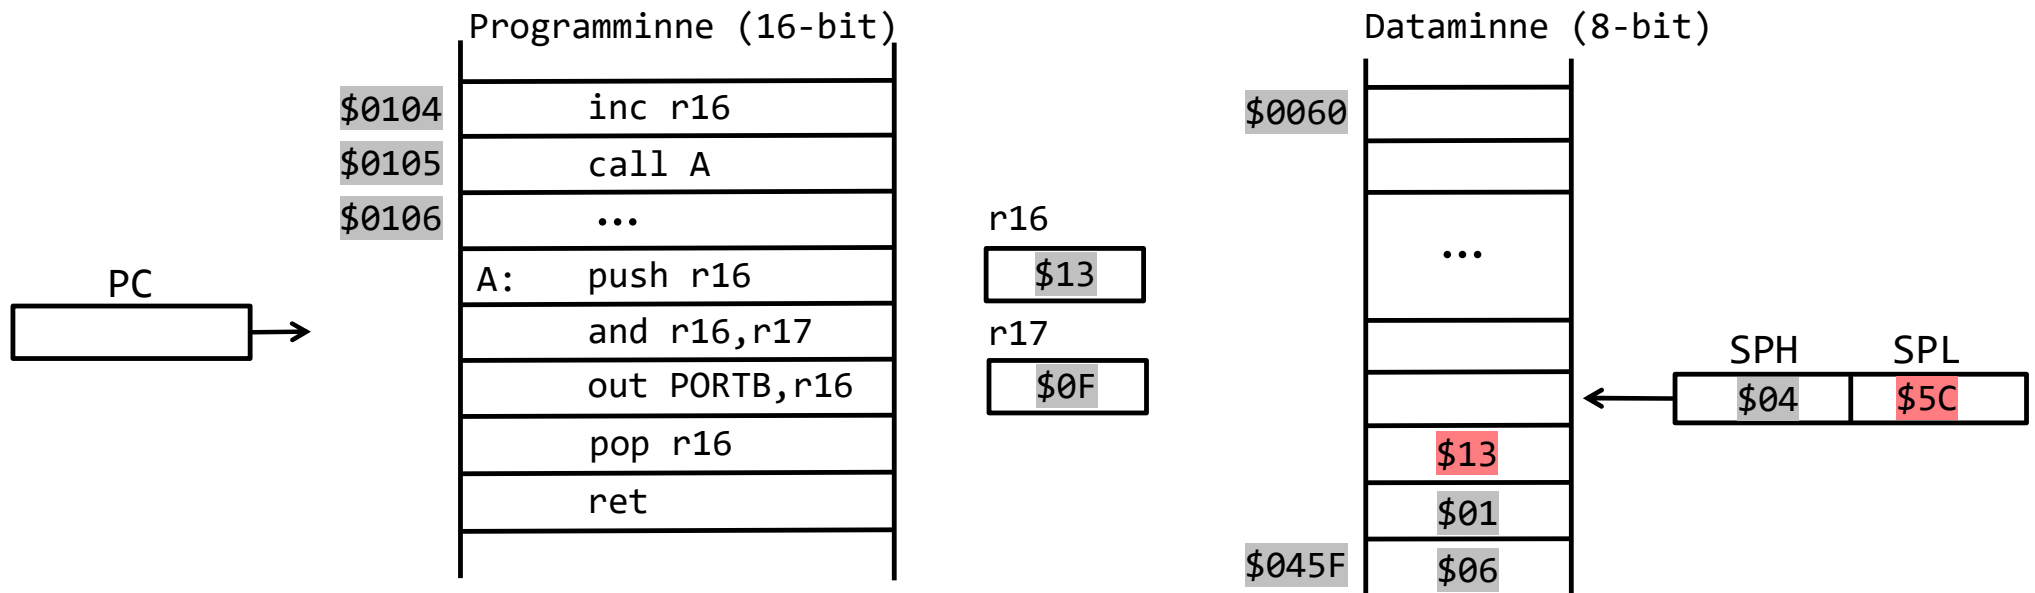 Programminne (16-bit)
$0104 inc r16
$0105 call A
$0106 ...
A: push r16
and r16,r17
out PORTB,r16
pop r16
ret
PC
r16
$13
r17
$0F
Dataminne (8-bit)
$0060
...
$13
$01
$045F $06
SPH SPL
$04 $5C